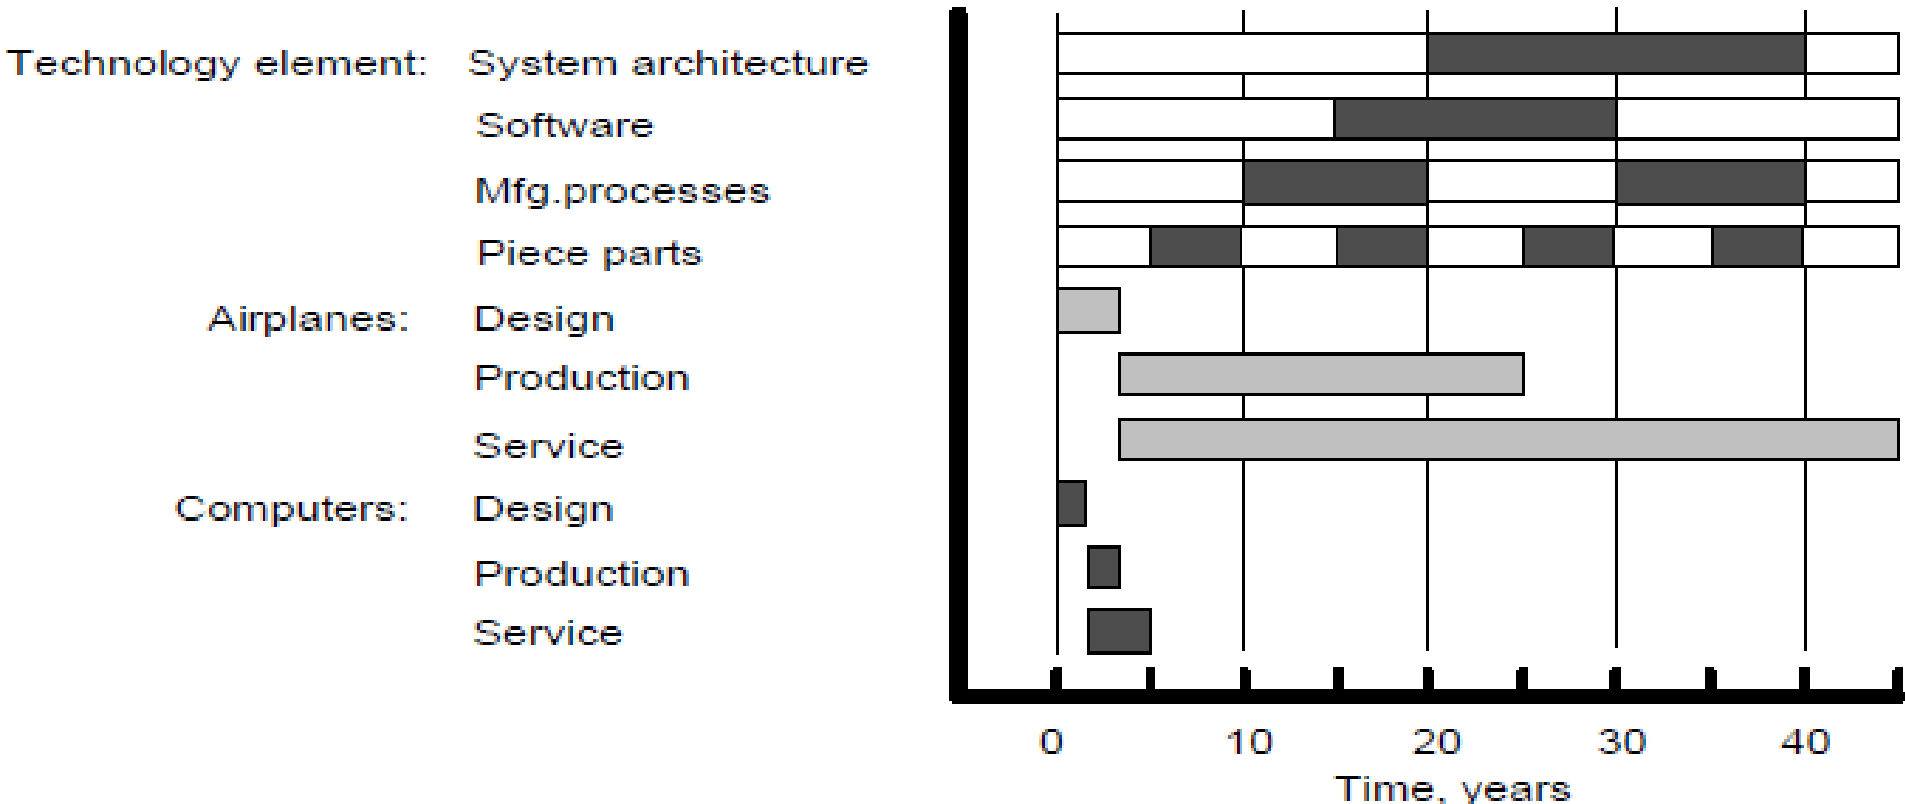 Technology element: System architecture
Software
Mfg.processes
Piece parts
Airplanes: Design
Production
Service
Computers: Design
Production
Service
0 10 20 30 40
Time, years